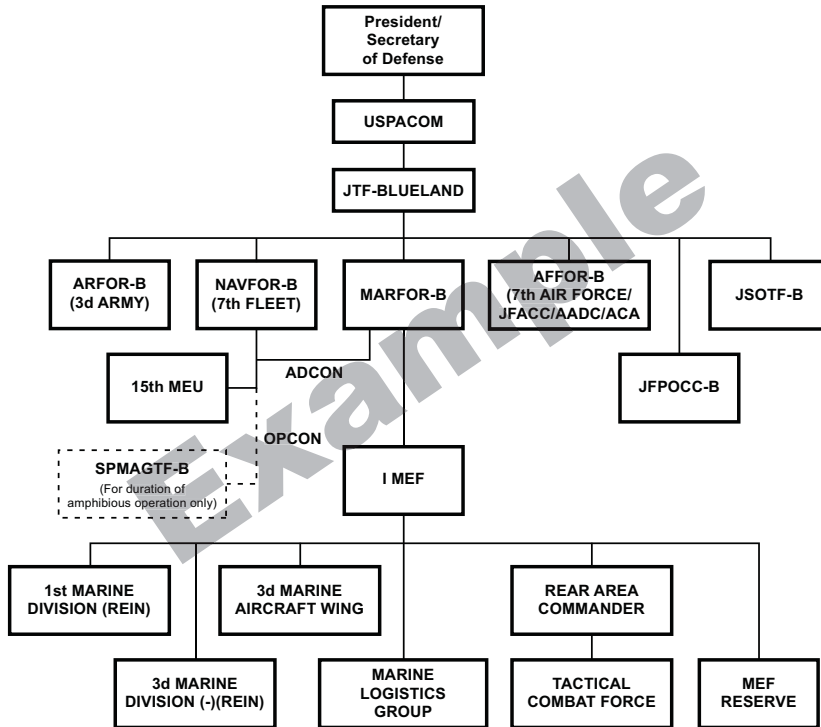 President/
Secretary
of Defense
USPACOM
JTF-BLUELAND
ARFOR-B
(3d ARMY)
NAVFOR-B
(7th FLEET)
MARFOR-B
AFFOR-B
(7th AIR FORCE/
JFACC/AADC/ACA
JSOTF-B
15th MEU
ADCON
JFPOCC-B
OPCON
SPMAGTF-B
(For duration of
amphibious operation only)
I MEF
1st MARINE
DIVISION (REIN)
3d MARINE
AIRCRAFT WING
REAR AREA
COMMANDER
3d MARINE
DIVISION (-)(REIN)
MARINE
LOGISTICS
GROUP
TACTICAL
COMBAT FORCE
MEF
RESERVE
Example